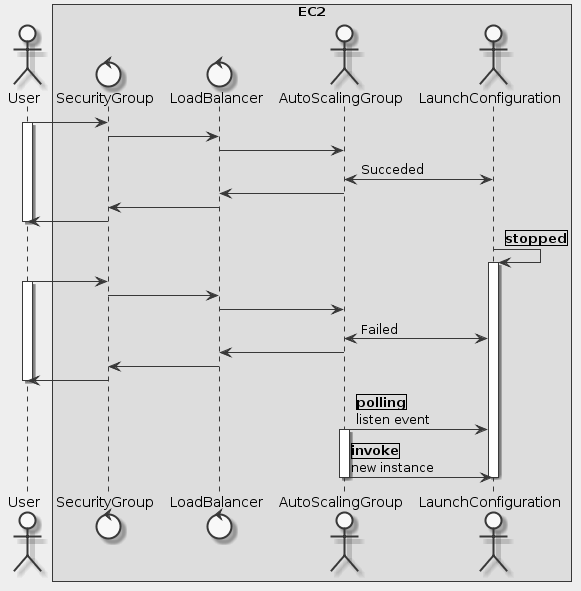 EC2
User SecurityGroup LoadBalancer AutoScalingGroup LaunchConfiguration
Succeded
stopped
Failed
polling
listen event
invoke
new instance
User SecurityGroup LoadBalancer AutoScalingGroup LaunchConfiguration